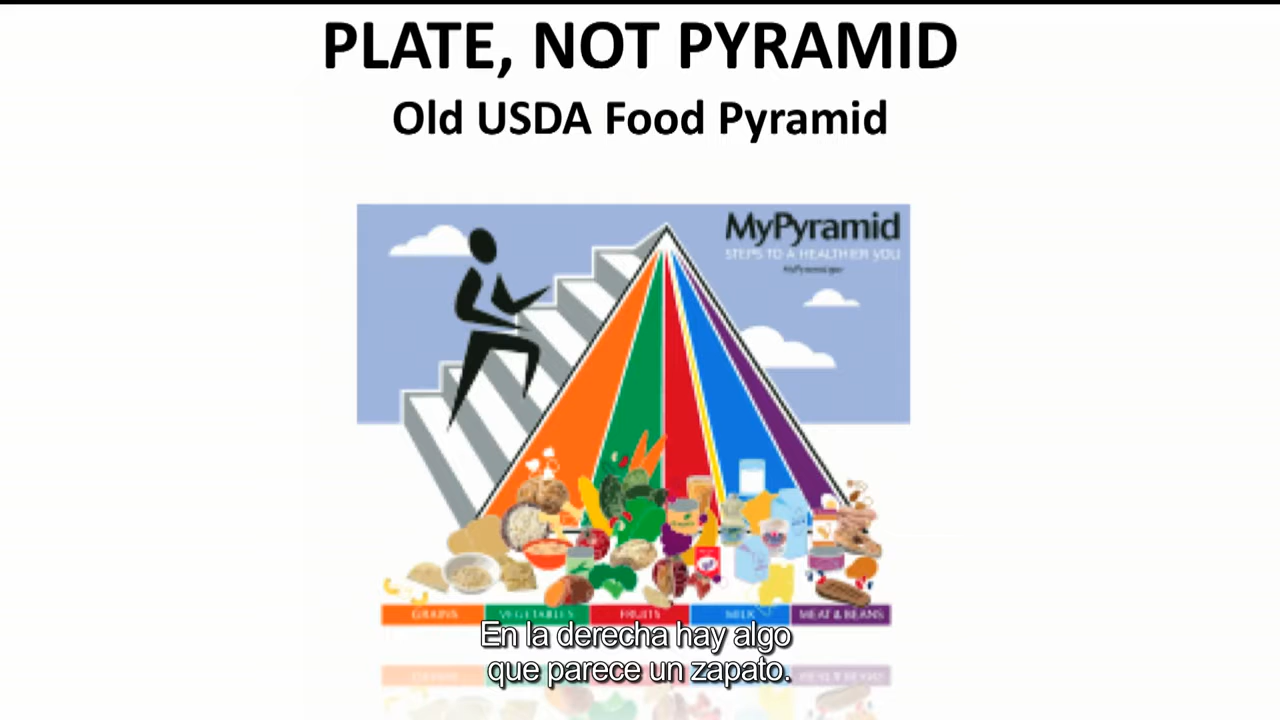 PLATE, NOT PYRAMID
Old USDA Food Pyramid
MyPyramid
STEPS TO A HEALTHIER YOU
GRAINS VEGETABLES FRUITS MILK MEAT & BEANS
En la derecha hay algo
que parece un zapato.